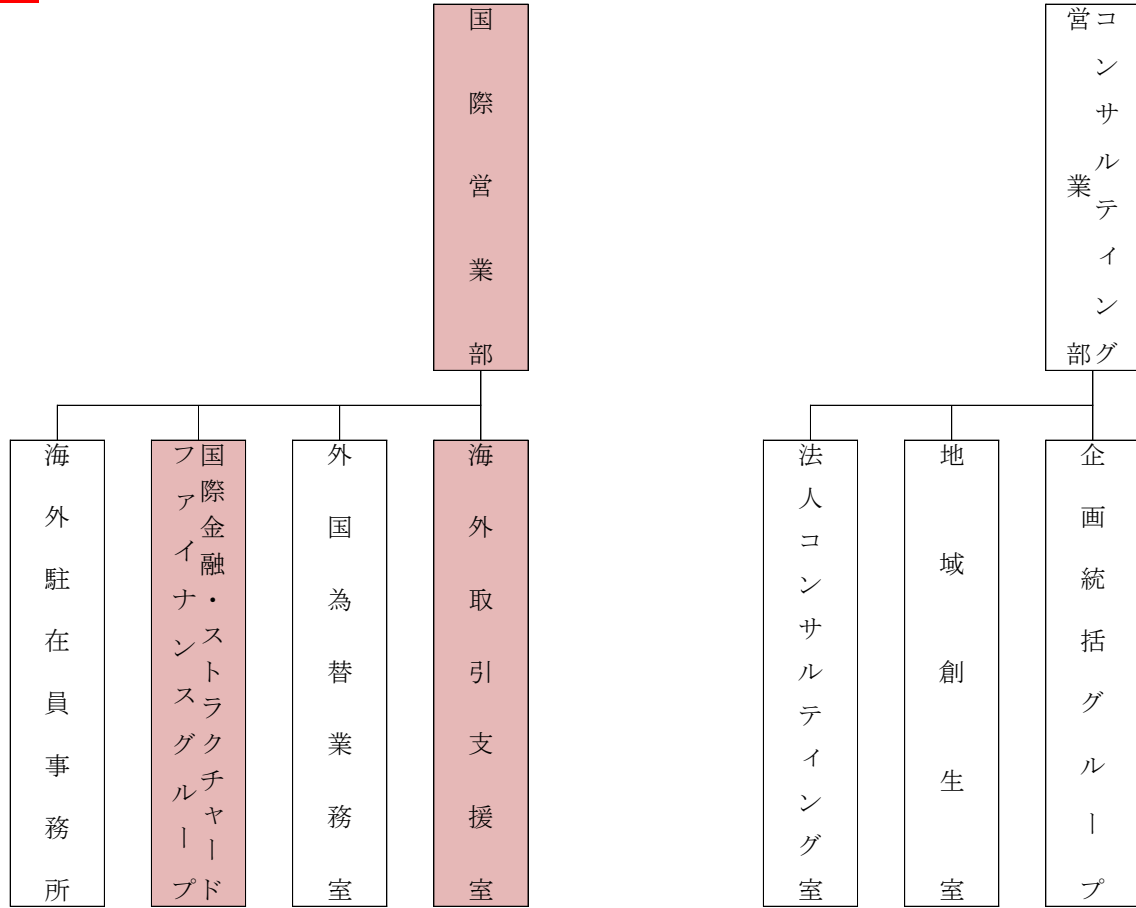 コンサルティング
営業部
国際営業部
企画統括グループ
地域創生室
法人コンサルティング室
海外取引支援室
外国為替業務室
国際金融・ストラクチャード
ファイナンスグループ
海外駐在員事務所